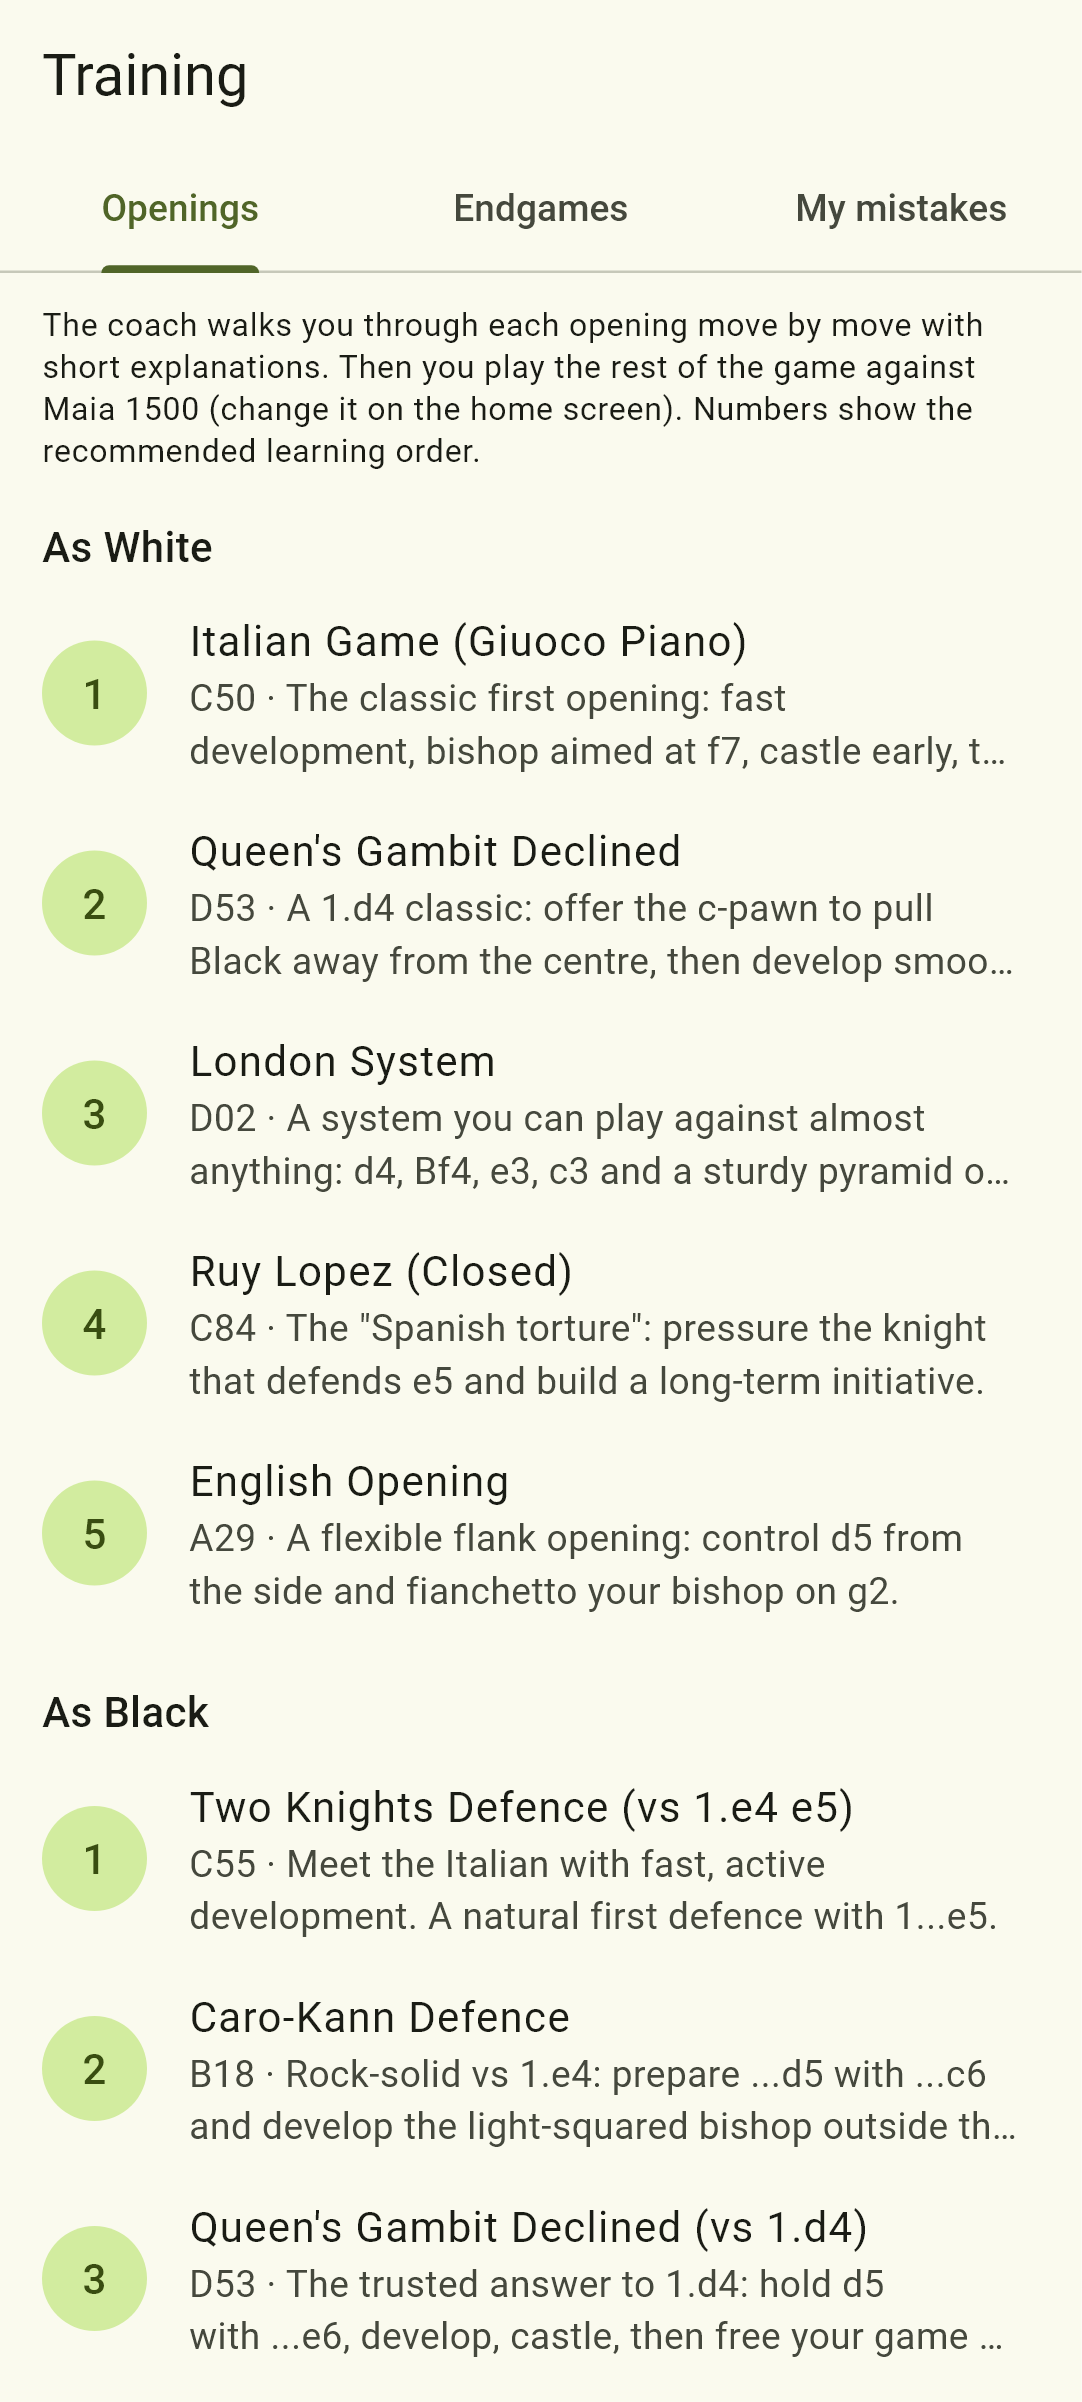 Training
Openings
Endgames
My mistakes
The coach walks you through each opening move by move with
short explanations. Then you play the rest of the game against
Maia 1500 (change it on the home screen). Numbers show the
recommended learning order.
As White
1
Italian Game (Giuoco Piano)
C50 · The classic first opening: fast
development, bishop aimed at f7, castle early, t…
2
Queen's Gambit Declined
D53 · A 1.d4 classic: offer the c-pawn to pull
Black away from the centre, then develop smoo…
3
London System
D02 · A system you can play against almost
anything: d4, Bf4, e3, c3 and a sturdy pyramid o…
4
Ruy Lopez (Closed)
C84 · The "Spanish torture": pressure the knight
that defends e5 and build a long-term initiative.
5
English Opening
A29 · A flexible flank opening: control d5 from
the side and fianchetto your bishop on g2.
As Black
1
Two Knights Defence (vs 1.e4 e5)
C55 · Meet the Italian with fast, active
development. A natural first defence with 1...e5.
2
Caro-Kann Defence
B18 · Rock-solid vs 1.e4: prepare ...d5 with ...c6
and develop the light-squared bishop outside th…
3
Queen's Gambit Declined (vs 1.d4)
D53 · The trusted answer to 1.d4: hold d5
with ...e6, develop, castle, then free your game …